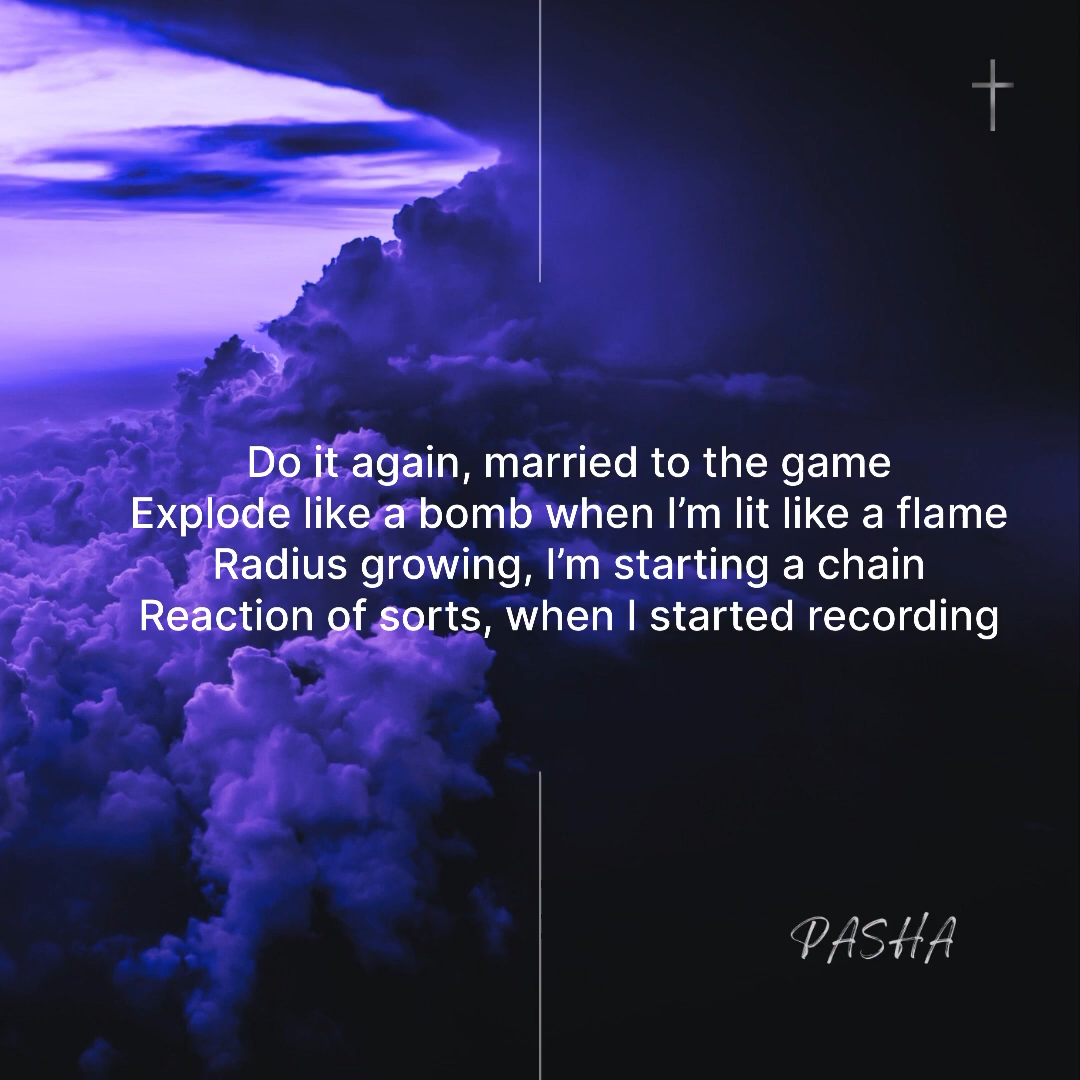 Do it again, married to the game
Explode like a bomb when I’m lit like a flame
Radius growing, I’m starting a chain
Reaction of sorts, when I started recording
PASHA